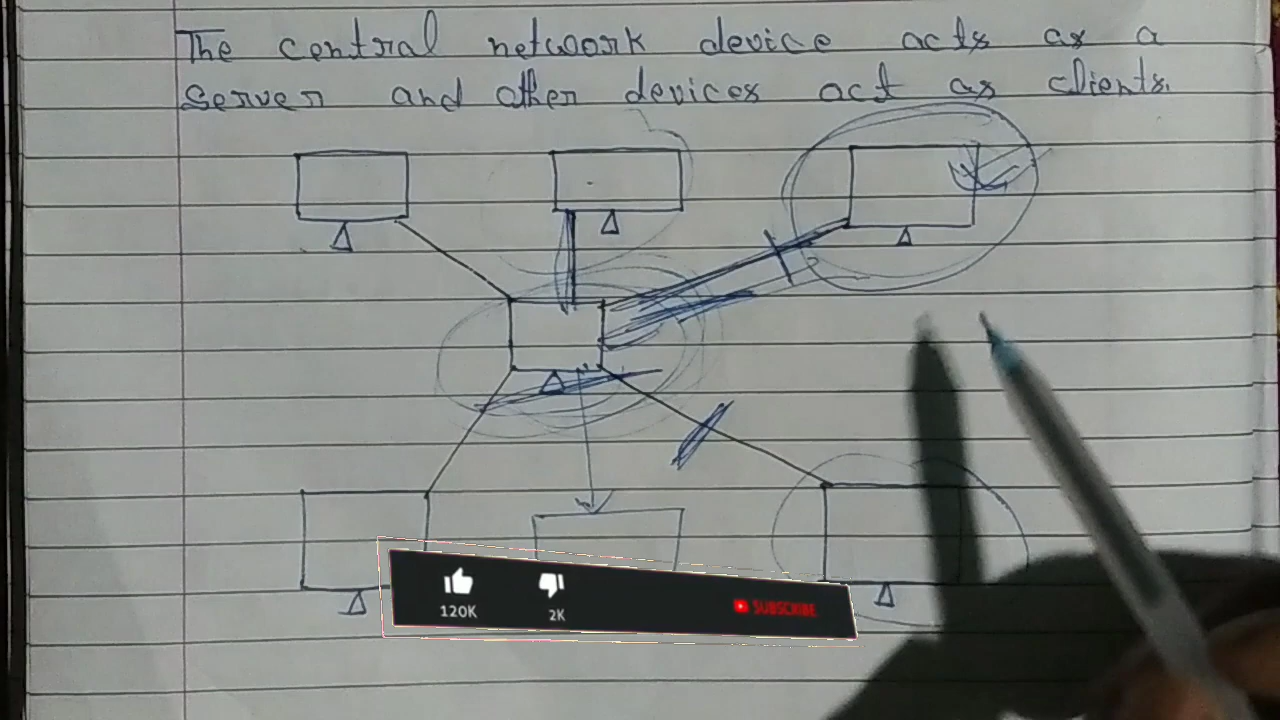 The central network device acts as a
server and other devices act as clients.
120K
2K
SUBSCRIBE